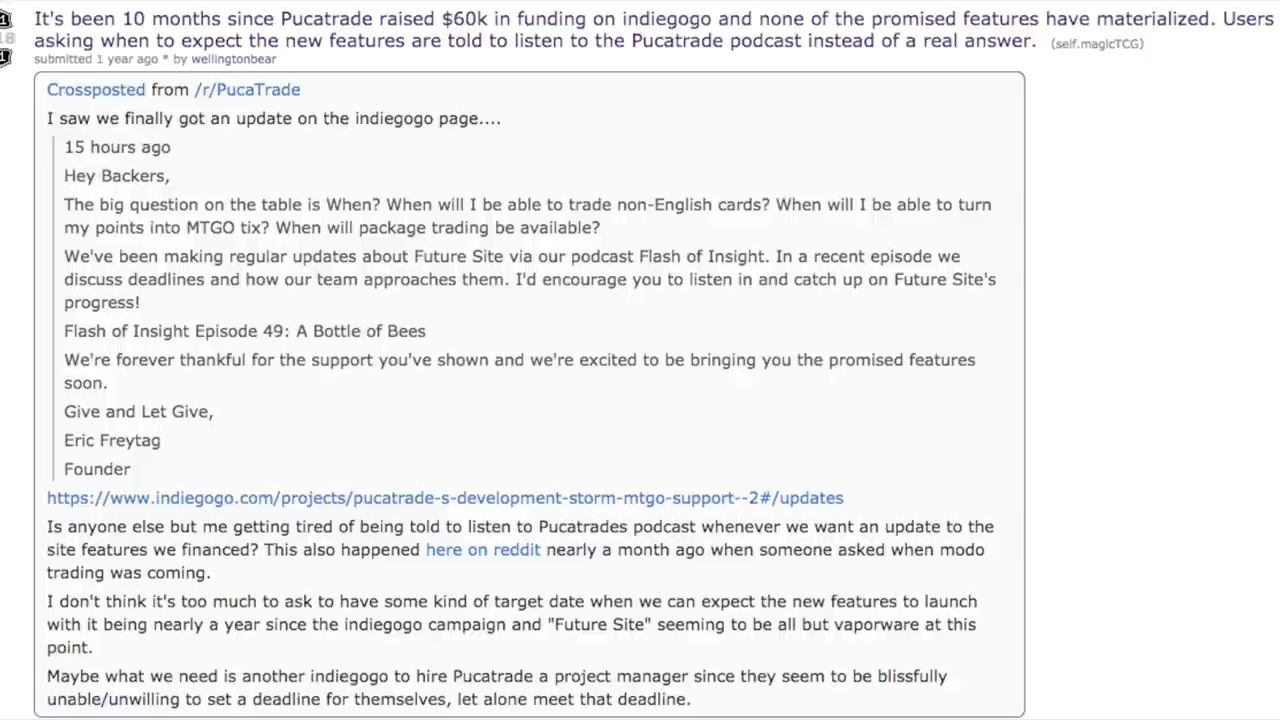 It's been 10 months since Pucatrade raised $60k in funding on indiegogo and none of the promised features have materialized. Users
asking when to expect the new features are told to listen to the Pucatrade podcast instead of a real answer. (self.magicTCG)
submitted 1 year ago * by wellingtonbear
Crossposted from /r/PucaTrade
I saw we finally got an update on the indiegogo page....
15 hours ago
Hey Backers,
The big question on the table is When? When will I be able to trade non-English cards? When will I be able to turn
my points into MTGO tix? When will package trading be available?
We've been making regular updates about Future Site via our podcast Flash of Insight. In a recent episode we
discuss deadlines and how our team approaches them. I'd encourage you to listen in and catch up on Future Site's
progress!
Flash of Insight Episode 49: A Bottle of Bees
We're forever thankful for the support you've shown and we're excited to be bringing you the promised features
soon.
Give and Let Give,
Eric Freytag
Founder
https://www.indiegogo.com/projects/pucatrade-s-development-storm-mtgo-support--2#/updates
Is anyone else but me getting tired of being told to listen to Pucatrades podcast whenever we want an update to the
site features we financed? This also happened here on reddit nearly a month ago when someone asked when modo
trading was coming.
I don't think it's too much to ask to have some kind of target date when we can expect the new features to launch
with it being nearly a year since the indiegogo campaign and "Future Site" seeming to be all but vaporware at this
point.
Maybe what we need is another indiegogo to hire Pucatrade a project manager since they seem to be blissfully
unable/unwilling to set a deadline for themselves, let alone meet that deadline.